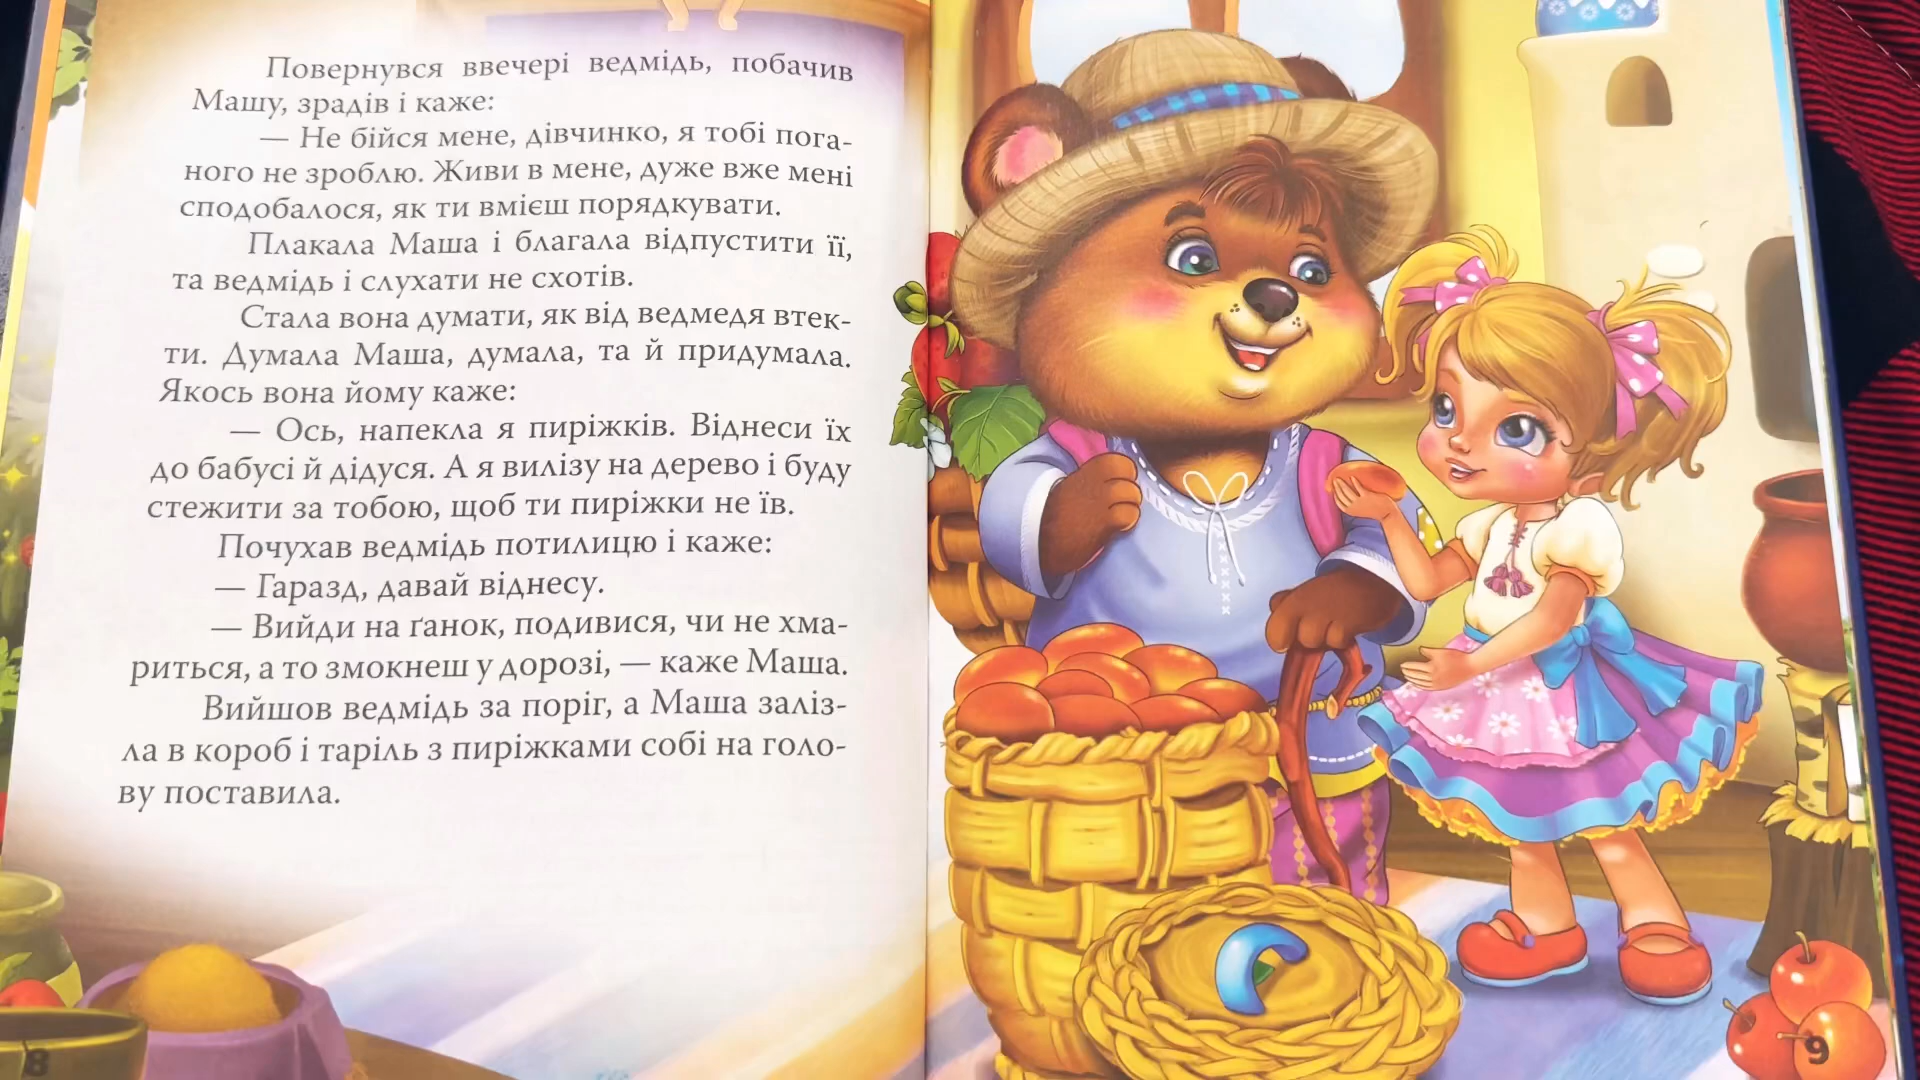 Повернувся ввечері ведмідь, побачив
Машу, зрадів і каже:
— Не бійся мене, дівчинко, я тобі пога-
ного не зроблю. Живи в мене, дуже вже мені
сподобалося, як ти вмієш порядкувати.
Плакала Маша і благала відпустити її,
та ведмідь і слухати не схотів.
Стала вона думати, як від ведмедя втек-
ти. Думала Маша, думала, та й придумала.
Якось вона йому каже:
— Ось, напекла я пиріжків. Віднеси їх
до бабусі й дідуся. А я вилізу на дерево і буду
стежити за тобою, щоб ти пиріжки не їв.
Почухав ведмідь потилицю і каже:
— Гаразд, давай віднесу.
— Вийди на ґанок, подивися, чи не хма-
риться, а то змокнеш у дорозі, — каже Маша.
Вийшов ведмідь за поріг, а Маша заліз-
ла в короб і таріль з пиріжками собі на голо-
ву поставила.
8
9